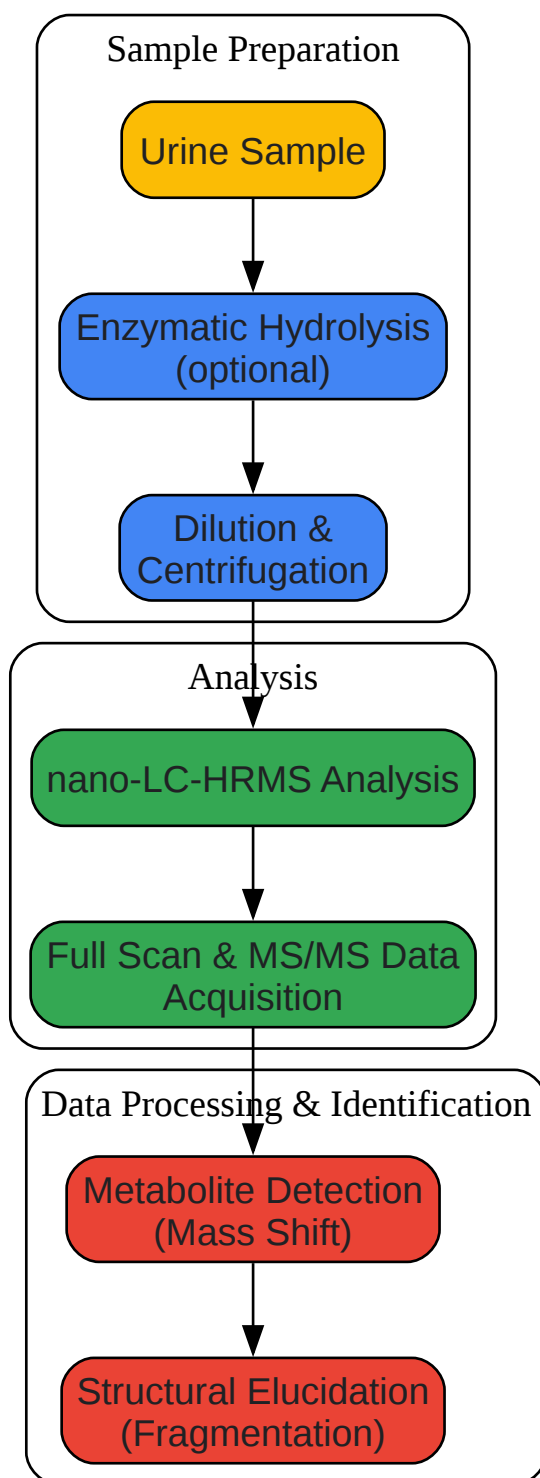 Sample Preparation
Urine Sample
Enzymatic Hydrolysis
(optional)
Dilution &
Centrifugation
Analysis
nano-LC-HRMS Analysis
Full Scan & MS/MS Data
Acquisition
Data Processing & Identification
Metabolite Detection
(Mass Shift)
Structural Elucidation
(Fragmentation)